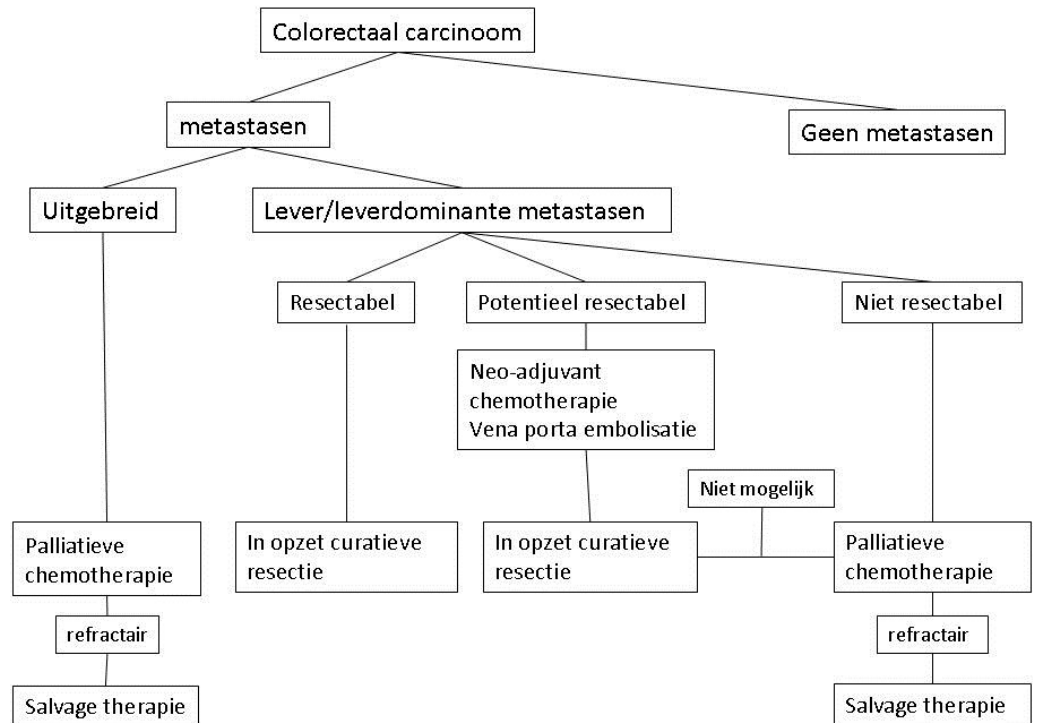 Colorectaal carcinoom
metastasen
Geen metastasen
Uitgebreid
Lever/leverdominante metastasen
Resectabel
Potentieel resectabel
Niet resectabel
Neo-adjuvant
chemotherapie
Vena porta embolisatie
Niet mogelijk
Palliatieve
chemotherapie
In opzet curatieve
resectie
In opzet curatieve
resectie
Palliatieve
chemotherapie
refractair
refractair
Salvage therapie
Salvage therapie